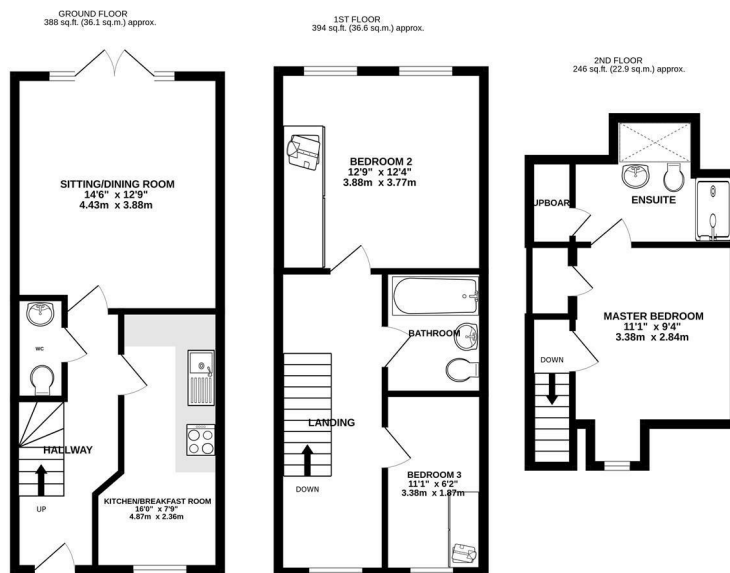 GROUND FLOOR
388 sq.ft. (36.1 sq.m.) approx.
SITTING/DINING ROOM
14'6" x 12'9"
4.43m x 3.88m
WC
HALLWAY
UP
KITCHEN/BREAKFAST ROOM
16'0" x 7'9"
4.87m x 2.36m
1ST FLOOR
394 sq.ft. (36.6 sq.m.) approx.
BEDROOM 2
12'9" x 12'4"
3.88m x 3.77m
BATHROOM
LANDING
DOWN
BEDROOM 3
11'1" x 6'2"
3.38m x 1.87m
2ND FLOOR
246 sq.ft. (22.9 sq.m.) approx.
UPBOAR
ENSUITE
MASTER BEDROOM
11'1" x 9'4"
3.38m x 2.84m
DOWN